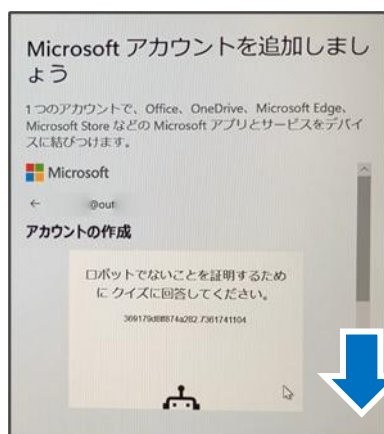 Microsoft アカウントを追加しまし
ょう
1 つのアカウントで、Office、OneDrive、Microsoft Edge、
Microsoft Store などの Microsoft アプリとサービスをデバイ
スに結びつけます。
Microsoft
← @out
アカウントの作成
ロボットでないことを証明するため
に クイズに回答してください。